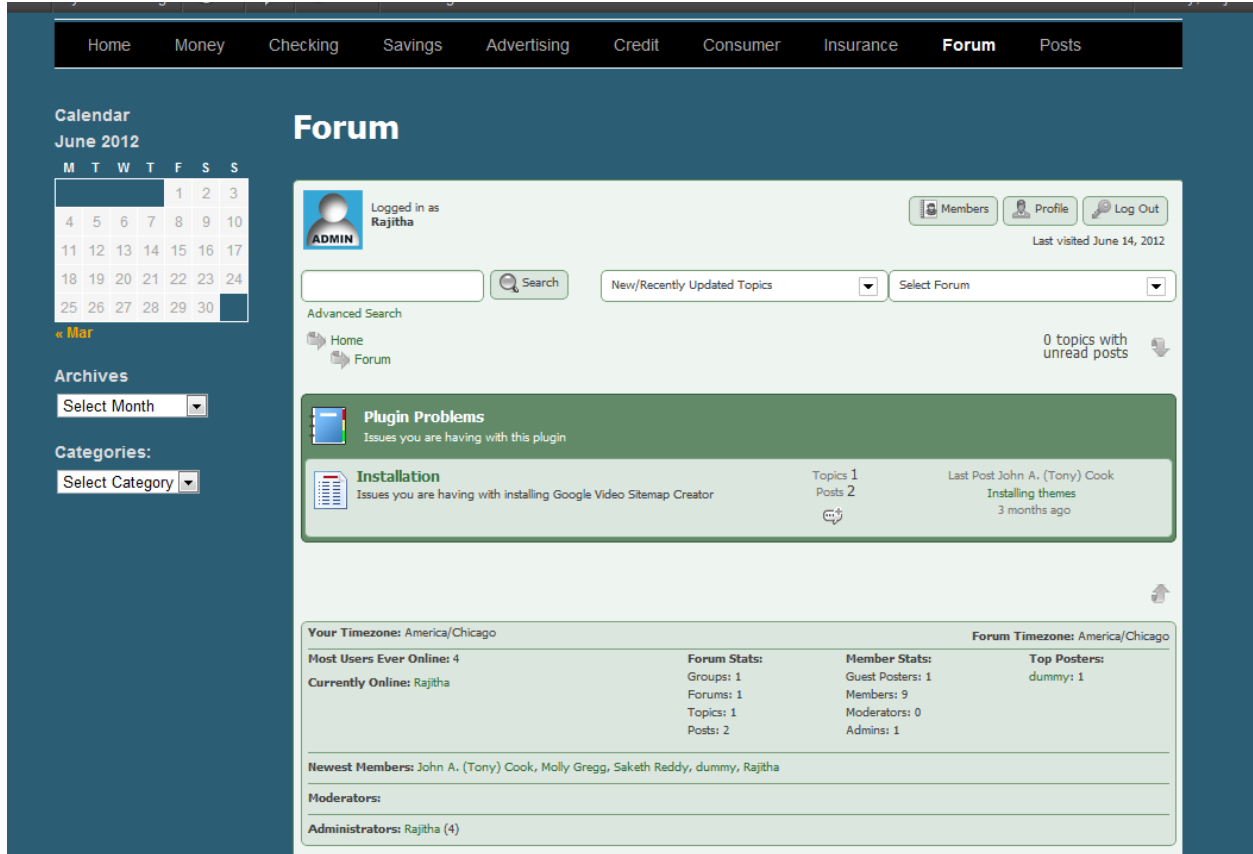 Home Money Checking Savings Advertising Credit Consumer Insurance Forum Posts
Calendar
June 2012
M T W T F S S
1 2 3
4 5 6 7 8 9 10
11 12 13 14 15 16 17
18 19 20 21 22 23 24
25 26 27 28 29 30
« Mar
Archives
Select Month
Categories:
Select Category
Forum
ADMIN
Logged in as
Rajitha
Members Profile Log Out
Last visited June 14, 2012
Search New/Recently Updated Topics Select Forum
Advanced Search
Home
Forum
0 topics with
unread posts
Plugin Problems
Issues you are having with this plugin
Installation
Issues you are having with installing Google Video Sitemap Creator
Topics 1
Posts 2
Last Post John A. (Tony) Cook
Installing themes
3 months ago
Your Timezone: America/Chicago Forum Timezone: America/Chicago
Most Users Ever Online: 4
Currently Online: Rajitha
Forum Stats:
Groups: 1
Forums: 1
Topics: 1
Posts: 2
Member Stats:
Guest Posters: 1
Members: 9
Moderators: 0
Admins: 1
Top Posters:
dummy: 1
Newest Members: John A. (Tony) Cook, Molly Gregg, Saketh Reddy, dummy, Rajitha
Moderators:
Administrators: Rajitha (4)